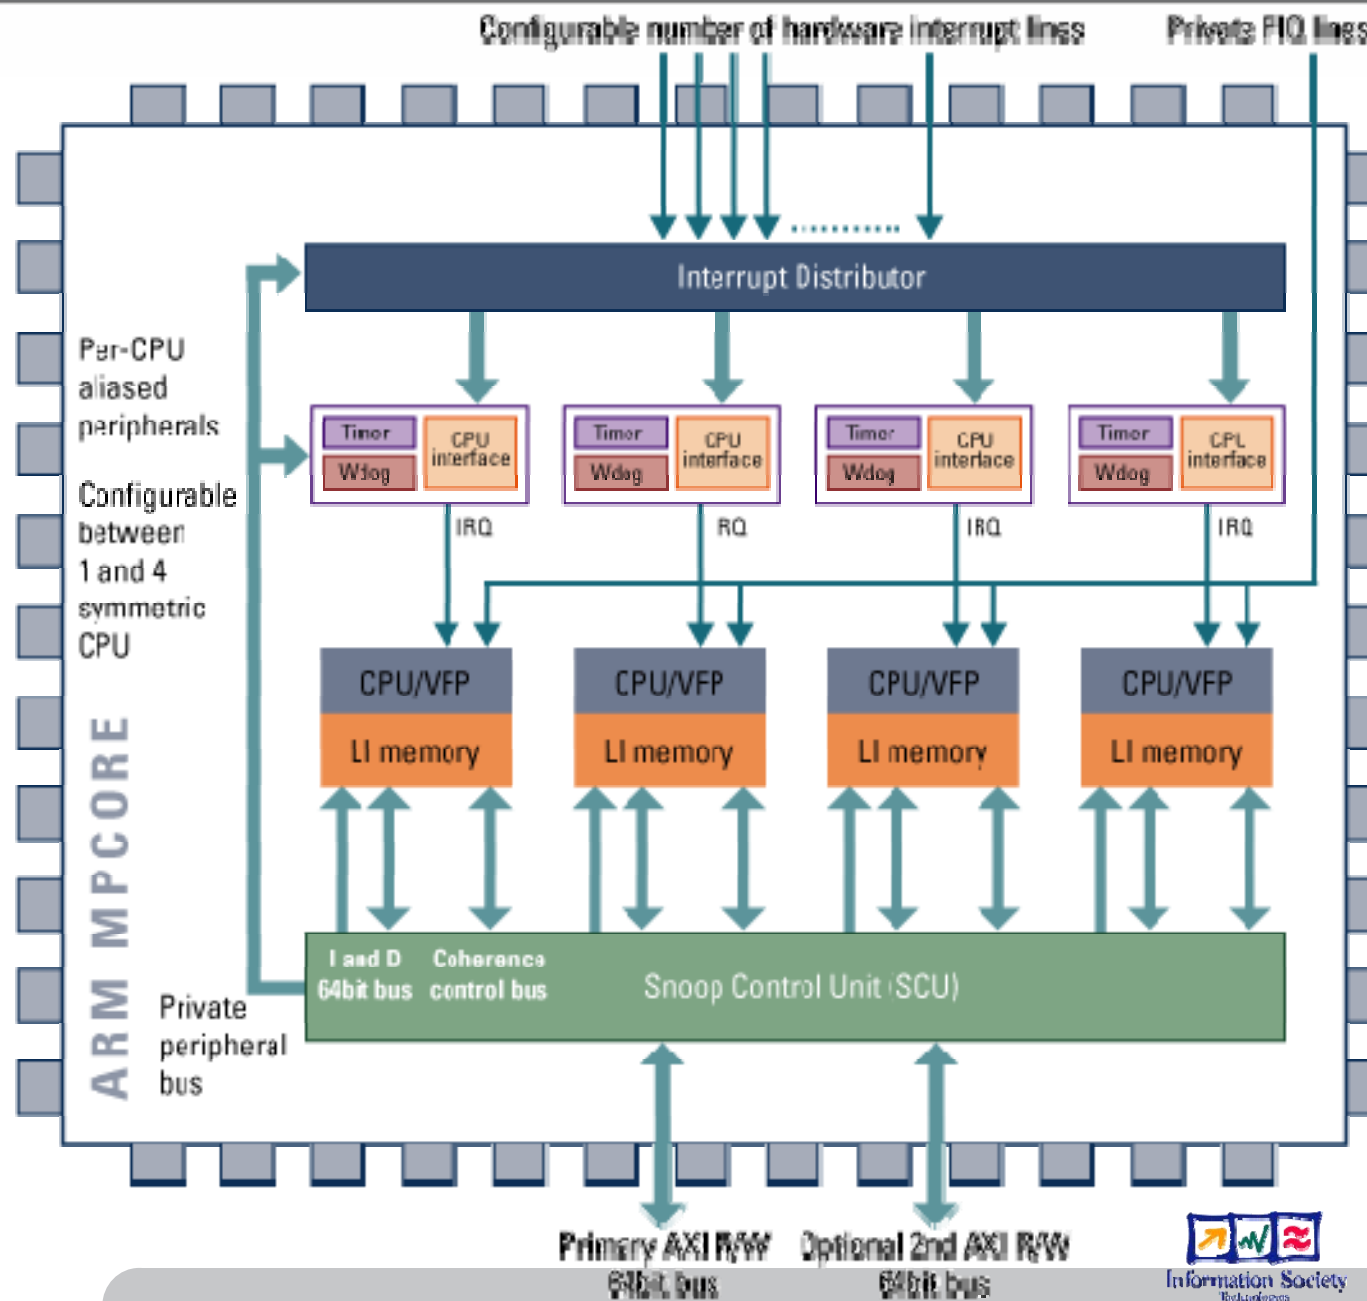 Configurable number of hardware interrupt lines
Private FIQ lines
Interrupt Distributor
Per-CPU
aliased
peripherals
Configurable
between
1 and 4
symmetric
CPU
Timer
Wdog
CPU
interface
Timer
Wdog
CPU
interface
Timer
Wdog
CPU
interface
Timer
Wdog
CPU
interface
IRQ
RQ
IRQ
IRQ
CPU/VFP
CPU/VFP
CPU/VFP
CPU/VFP
LI memory
LI memory
LI memory
LI memory
I and D
64bit bus
Coherence
control bus
Snoop Control Unit (SCU)
ARM MPCORE
Private
peripheral
bus
Primary AXI R/W
64bit bus
Optional 2nd AXI R/W
64bit bus
Information Society
Technologies